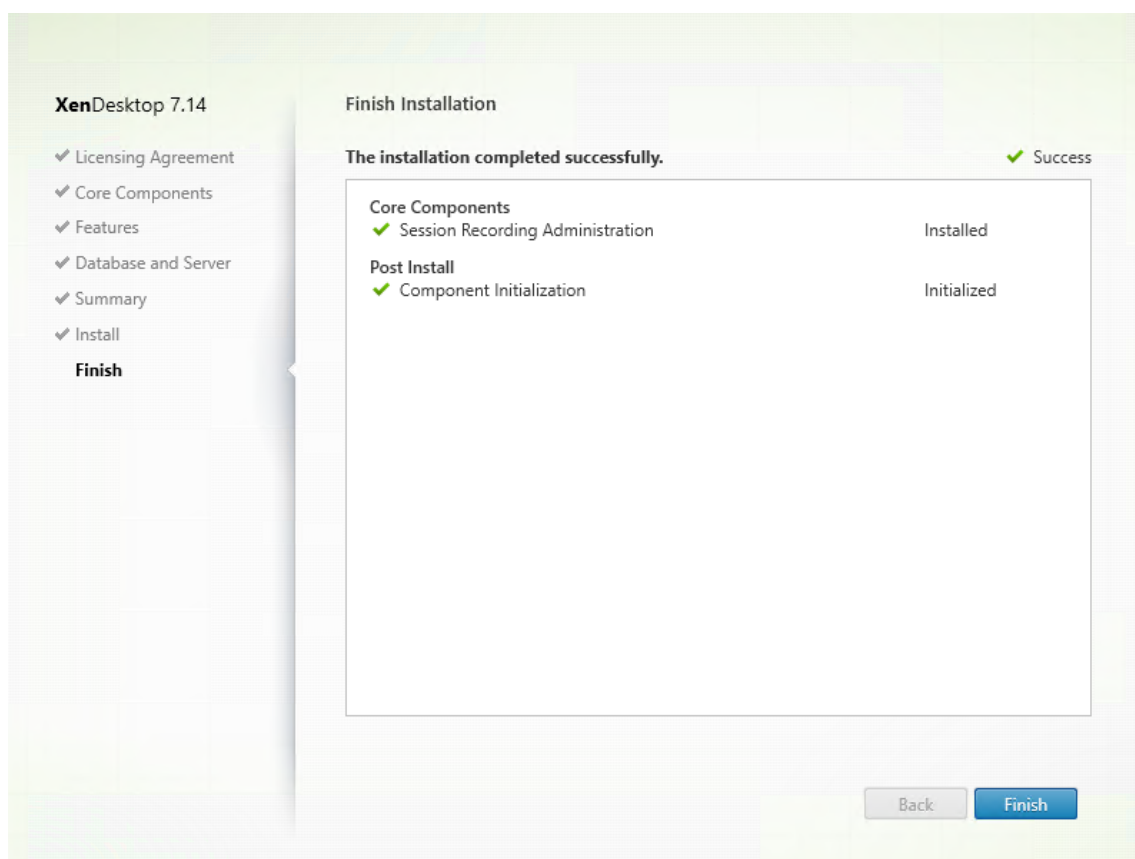 XenDesktop 7.14
Licensing Agreement
Core Components
Features
Database and Server
Summary
Install
Finish
Finish Installation
The installation completed successfully. Success
Core Components
Session Recording Administration Installed
Post Install
Component Initialization Initialized
Back Finish